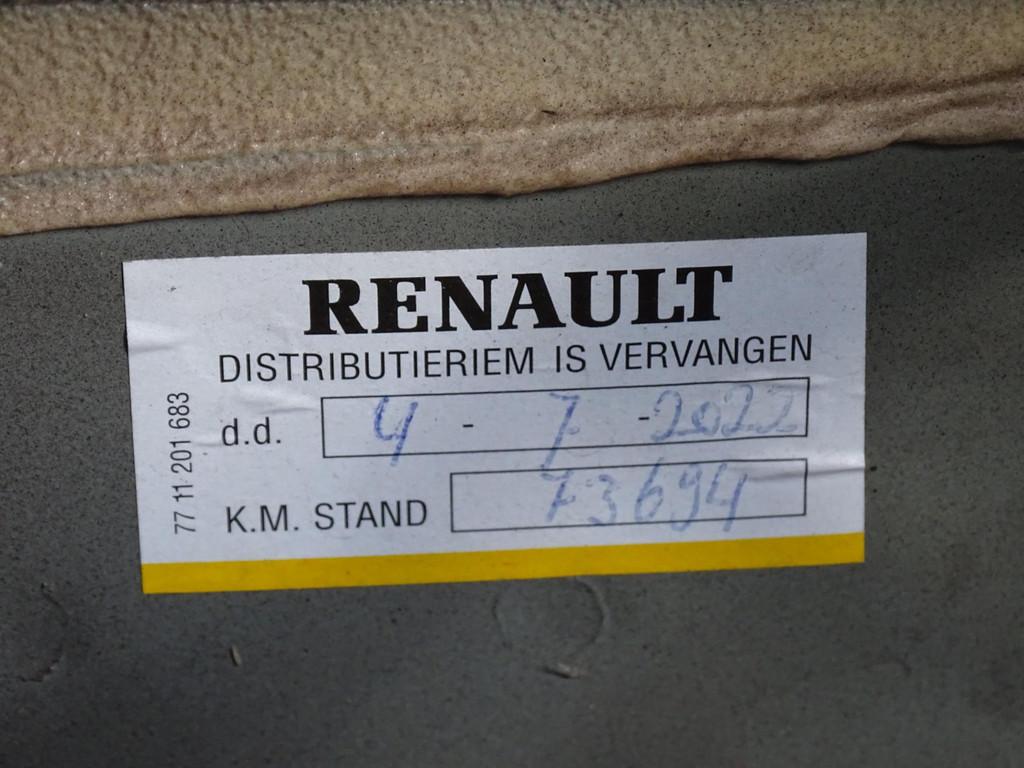 RENAULT
DISTRIBUTIERIEM IS VERVANGEN
d.d. 4 - 7 - 2022
K.M. STAND 73694
77 11 201 683